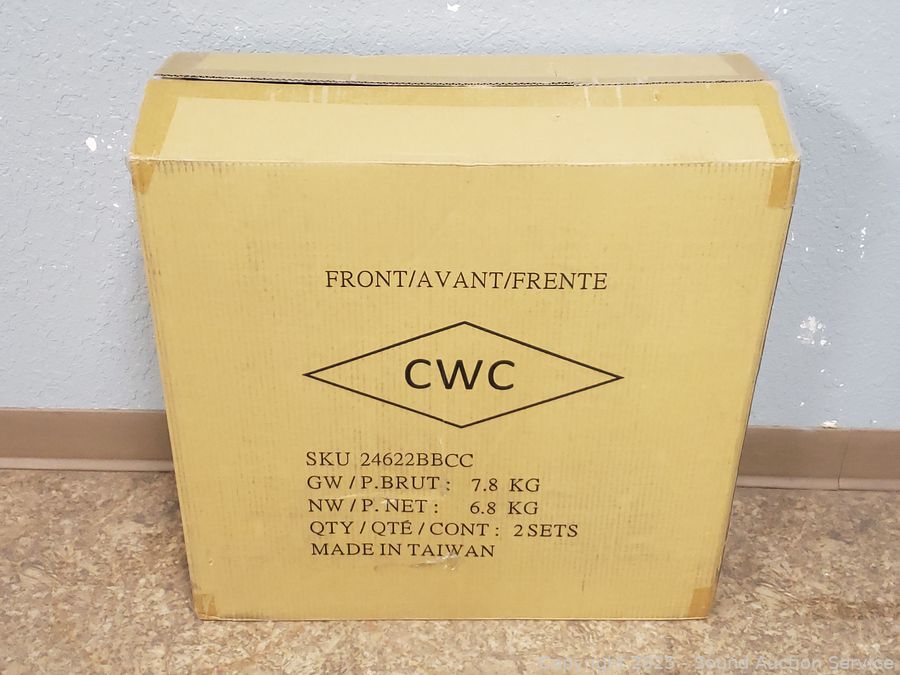 FRONT/AVANT/FRENTE
CWC
SKU 24622BBCC
GW / P.BRUT : 7.8 KG
NW / P. NET : 6.8 KG
QTY / QTÉ / CONT : 2 SETS
MADE IN TAIWAN
Copyright 2025 - Sound Auction Service